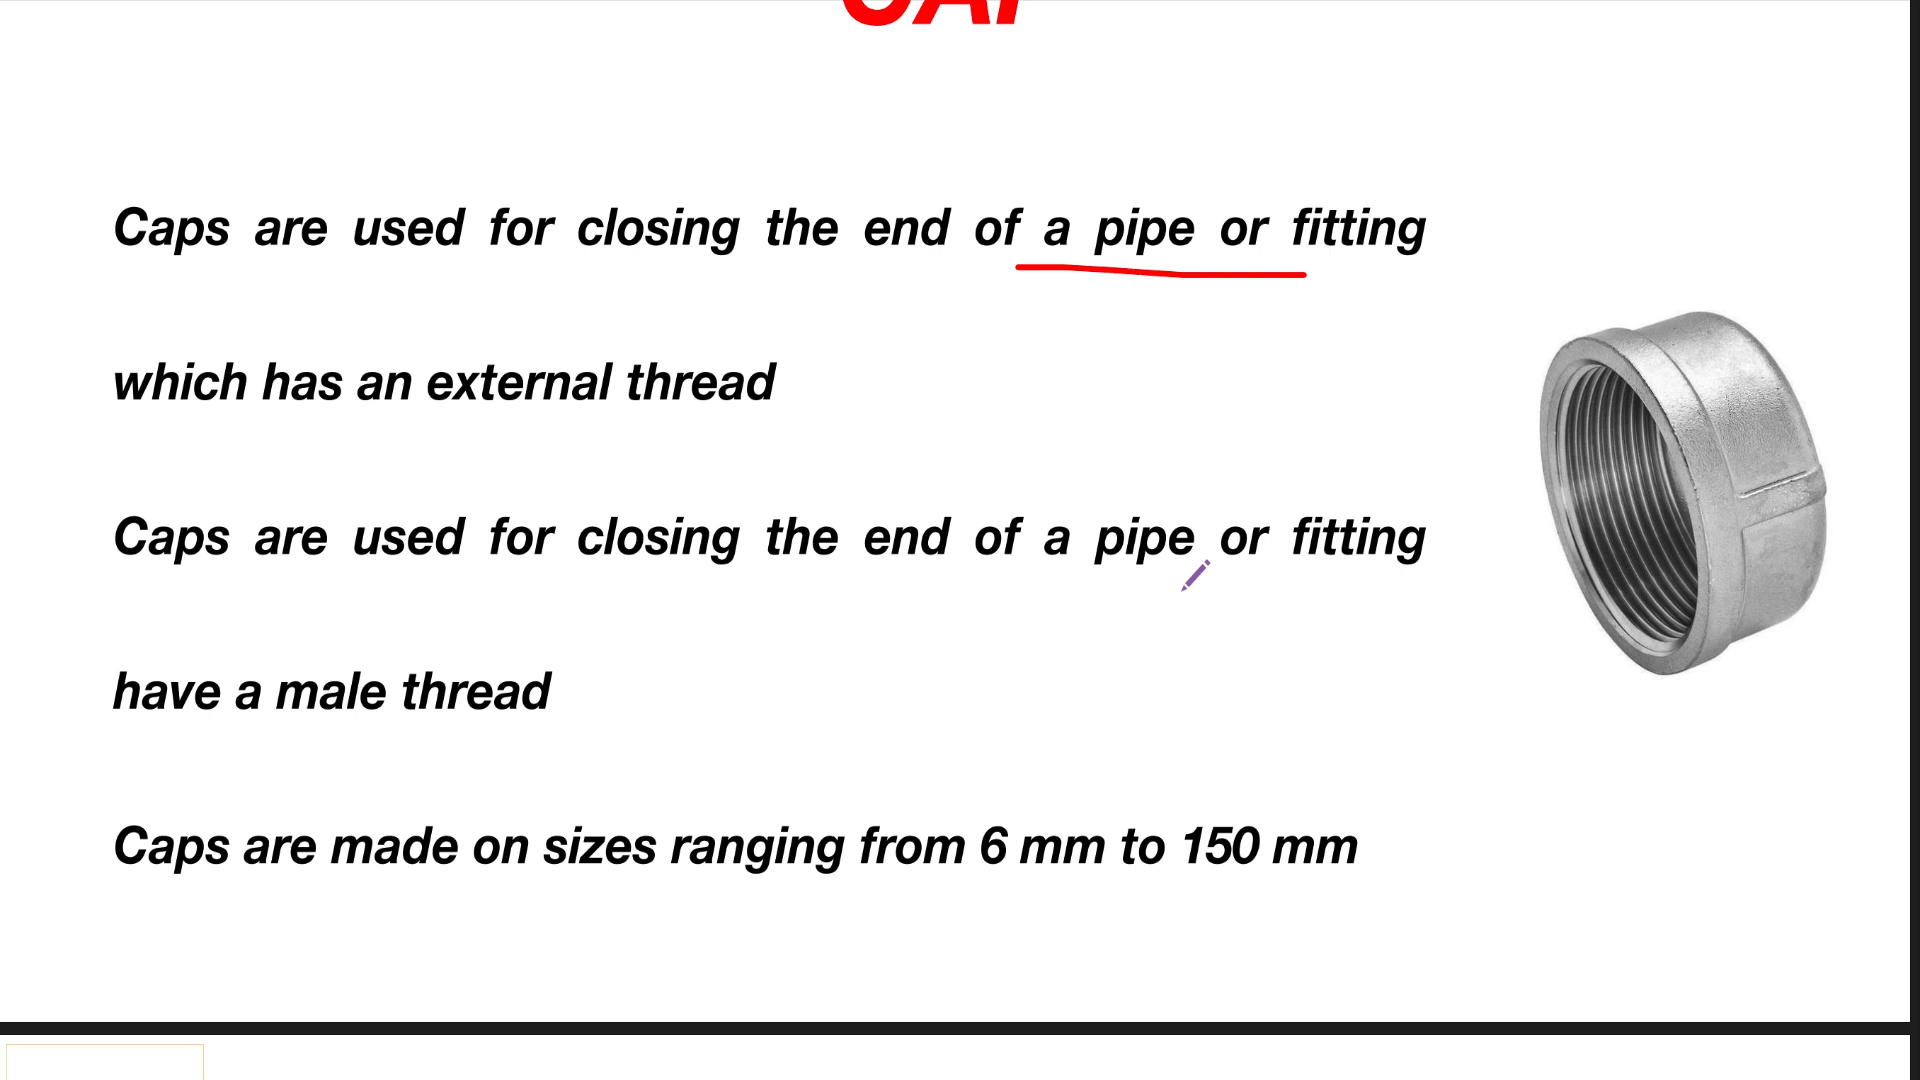 CAP
Caps are used for closing the end of a pipe or fitting
which has an external thread
Caps are used for closing the end of a pipe or fitting
have a male thread
Caps are made on sizes ranging from 6 mm to 150 mm